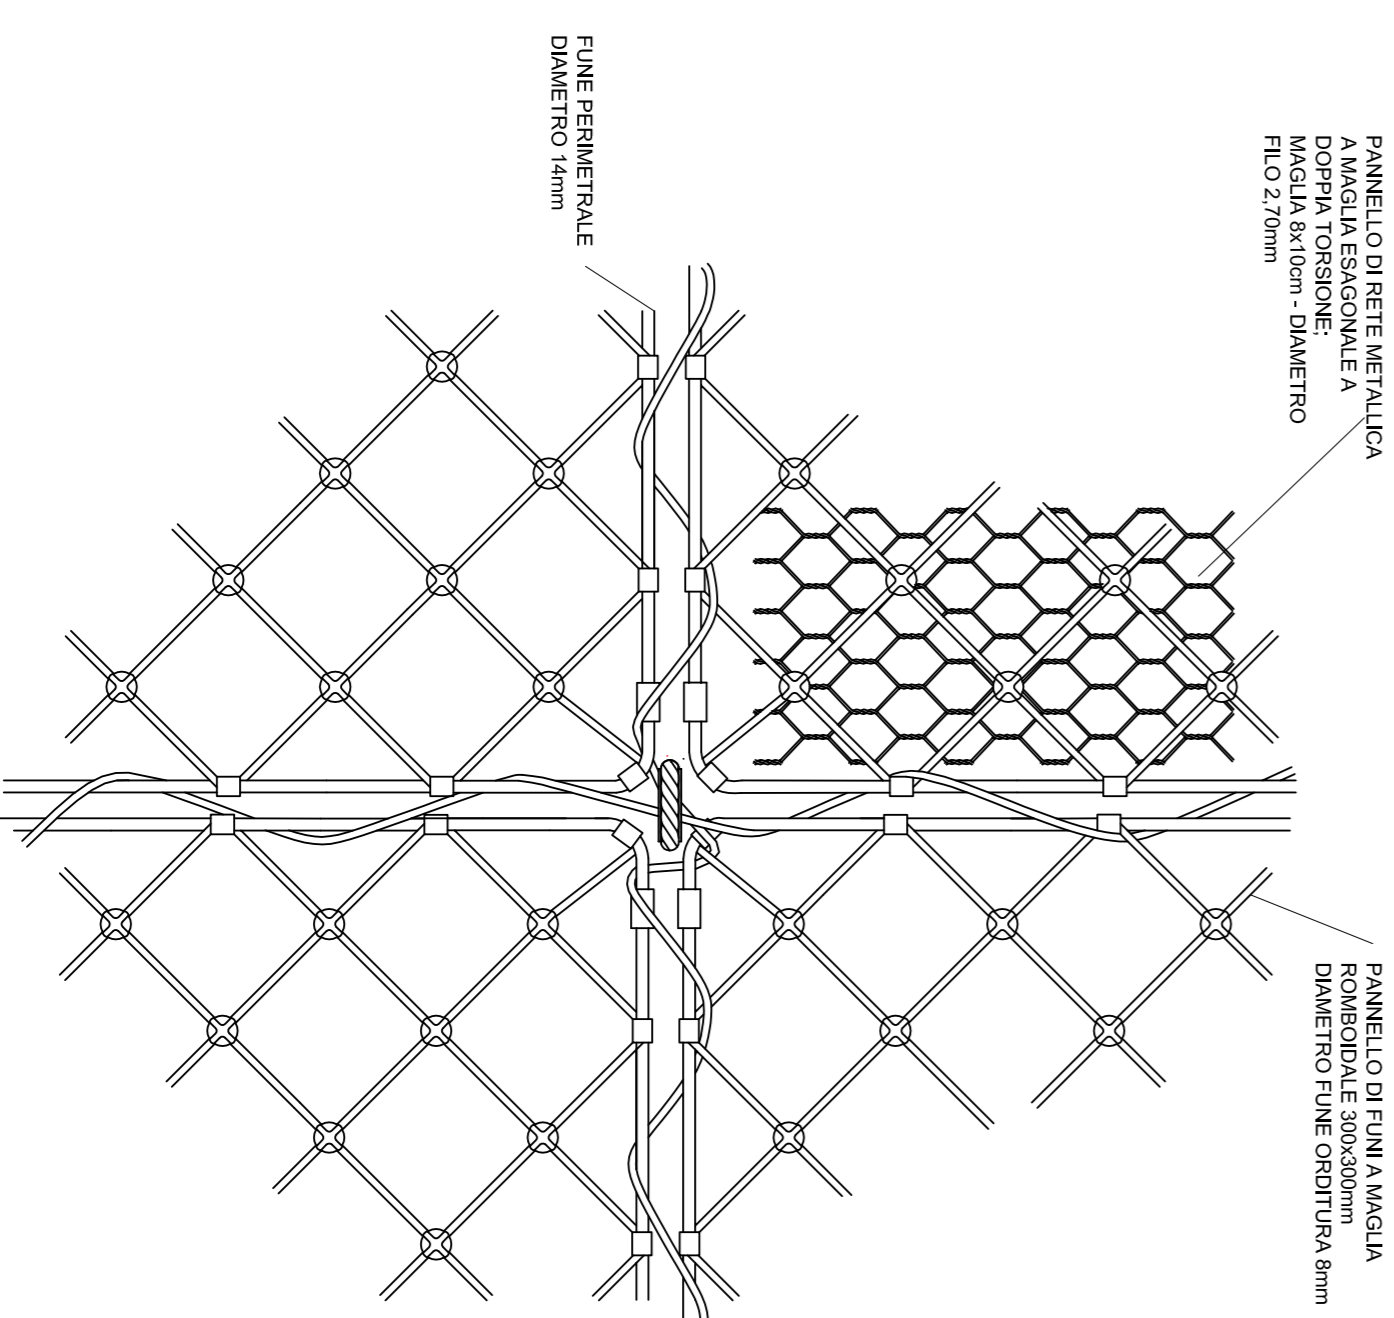 PANNELLO DI RETE METALLICA
A MAGLIA ESAGONALE A
DOPPIA TORSIONE;
MAGLIA 8x10cm - DIAMETRO
FILO 2,70mm
FUNE PERIMETRALE
DIAMETRO 14mm
PANNELLO DI FUNI A MAGLIA
ROMBOIDALE 300x300mm
DIAMETRO FUNE ORDITURA 8mm